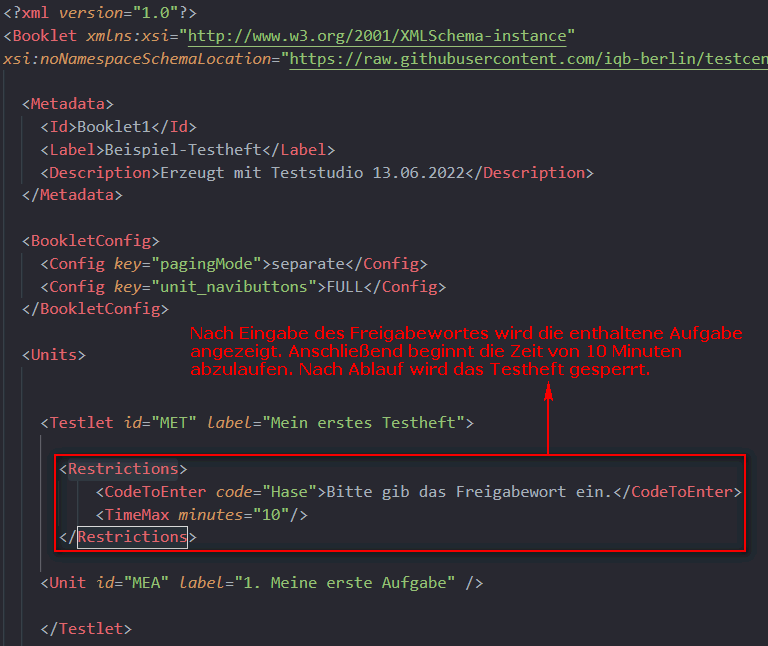 <?xml version="1.0"?>
<Booklet xmlns:xsi="http://www.w3.org/2001/XMLSchema-instance"
xsi:noNamespaceSchemaLocation="https://raw.githubusercontent.com/iqb-berlin/testcen
<Metadata>
<Id>Booklet1</Id>
<Label>Beispiel-Testheft</Label>
<Description>Erzeugt mit Teststudio 13.06.2022</Description>
</Metadata>
<BookletConfig>
<Config key="pagingMode">separate</Config>
<Config key="unit_navibuttons">FULL</Config>
</BookletConfig>
Nach Eingabe des Freigabewortes wird die enthaltene Aufgabe
angezeigt. Anschließend beginnt die Zeit von 10 Minuten
abzulaufen. Nach Ablauf wird das Testheft gesperrt.
<Units>
<Testlet id="MET" label="Mein erstes Testheft">
<Restrictions>
<CodeToEnter code="Hase">Bitte gib das Freigabewort ein.</CodeToEnter>
<TimeMax minutes="10"/>
</Restrictions>
<Unit id="MEA" label="1. Meine erste Aufgabe" />
</Testlet>